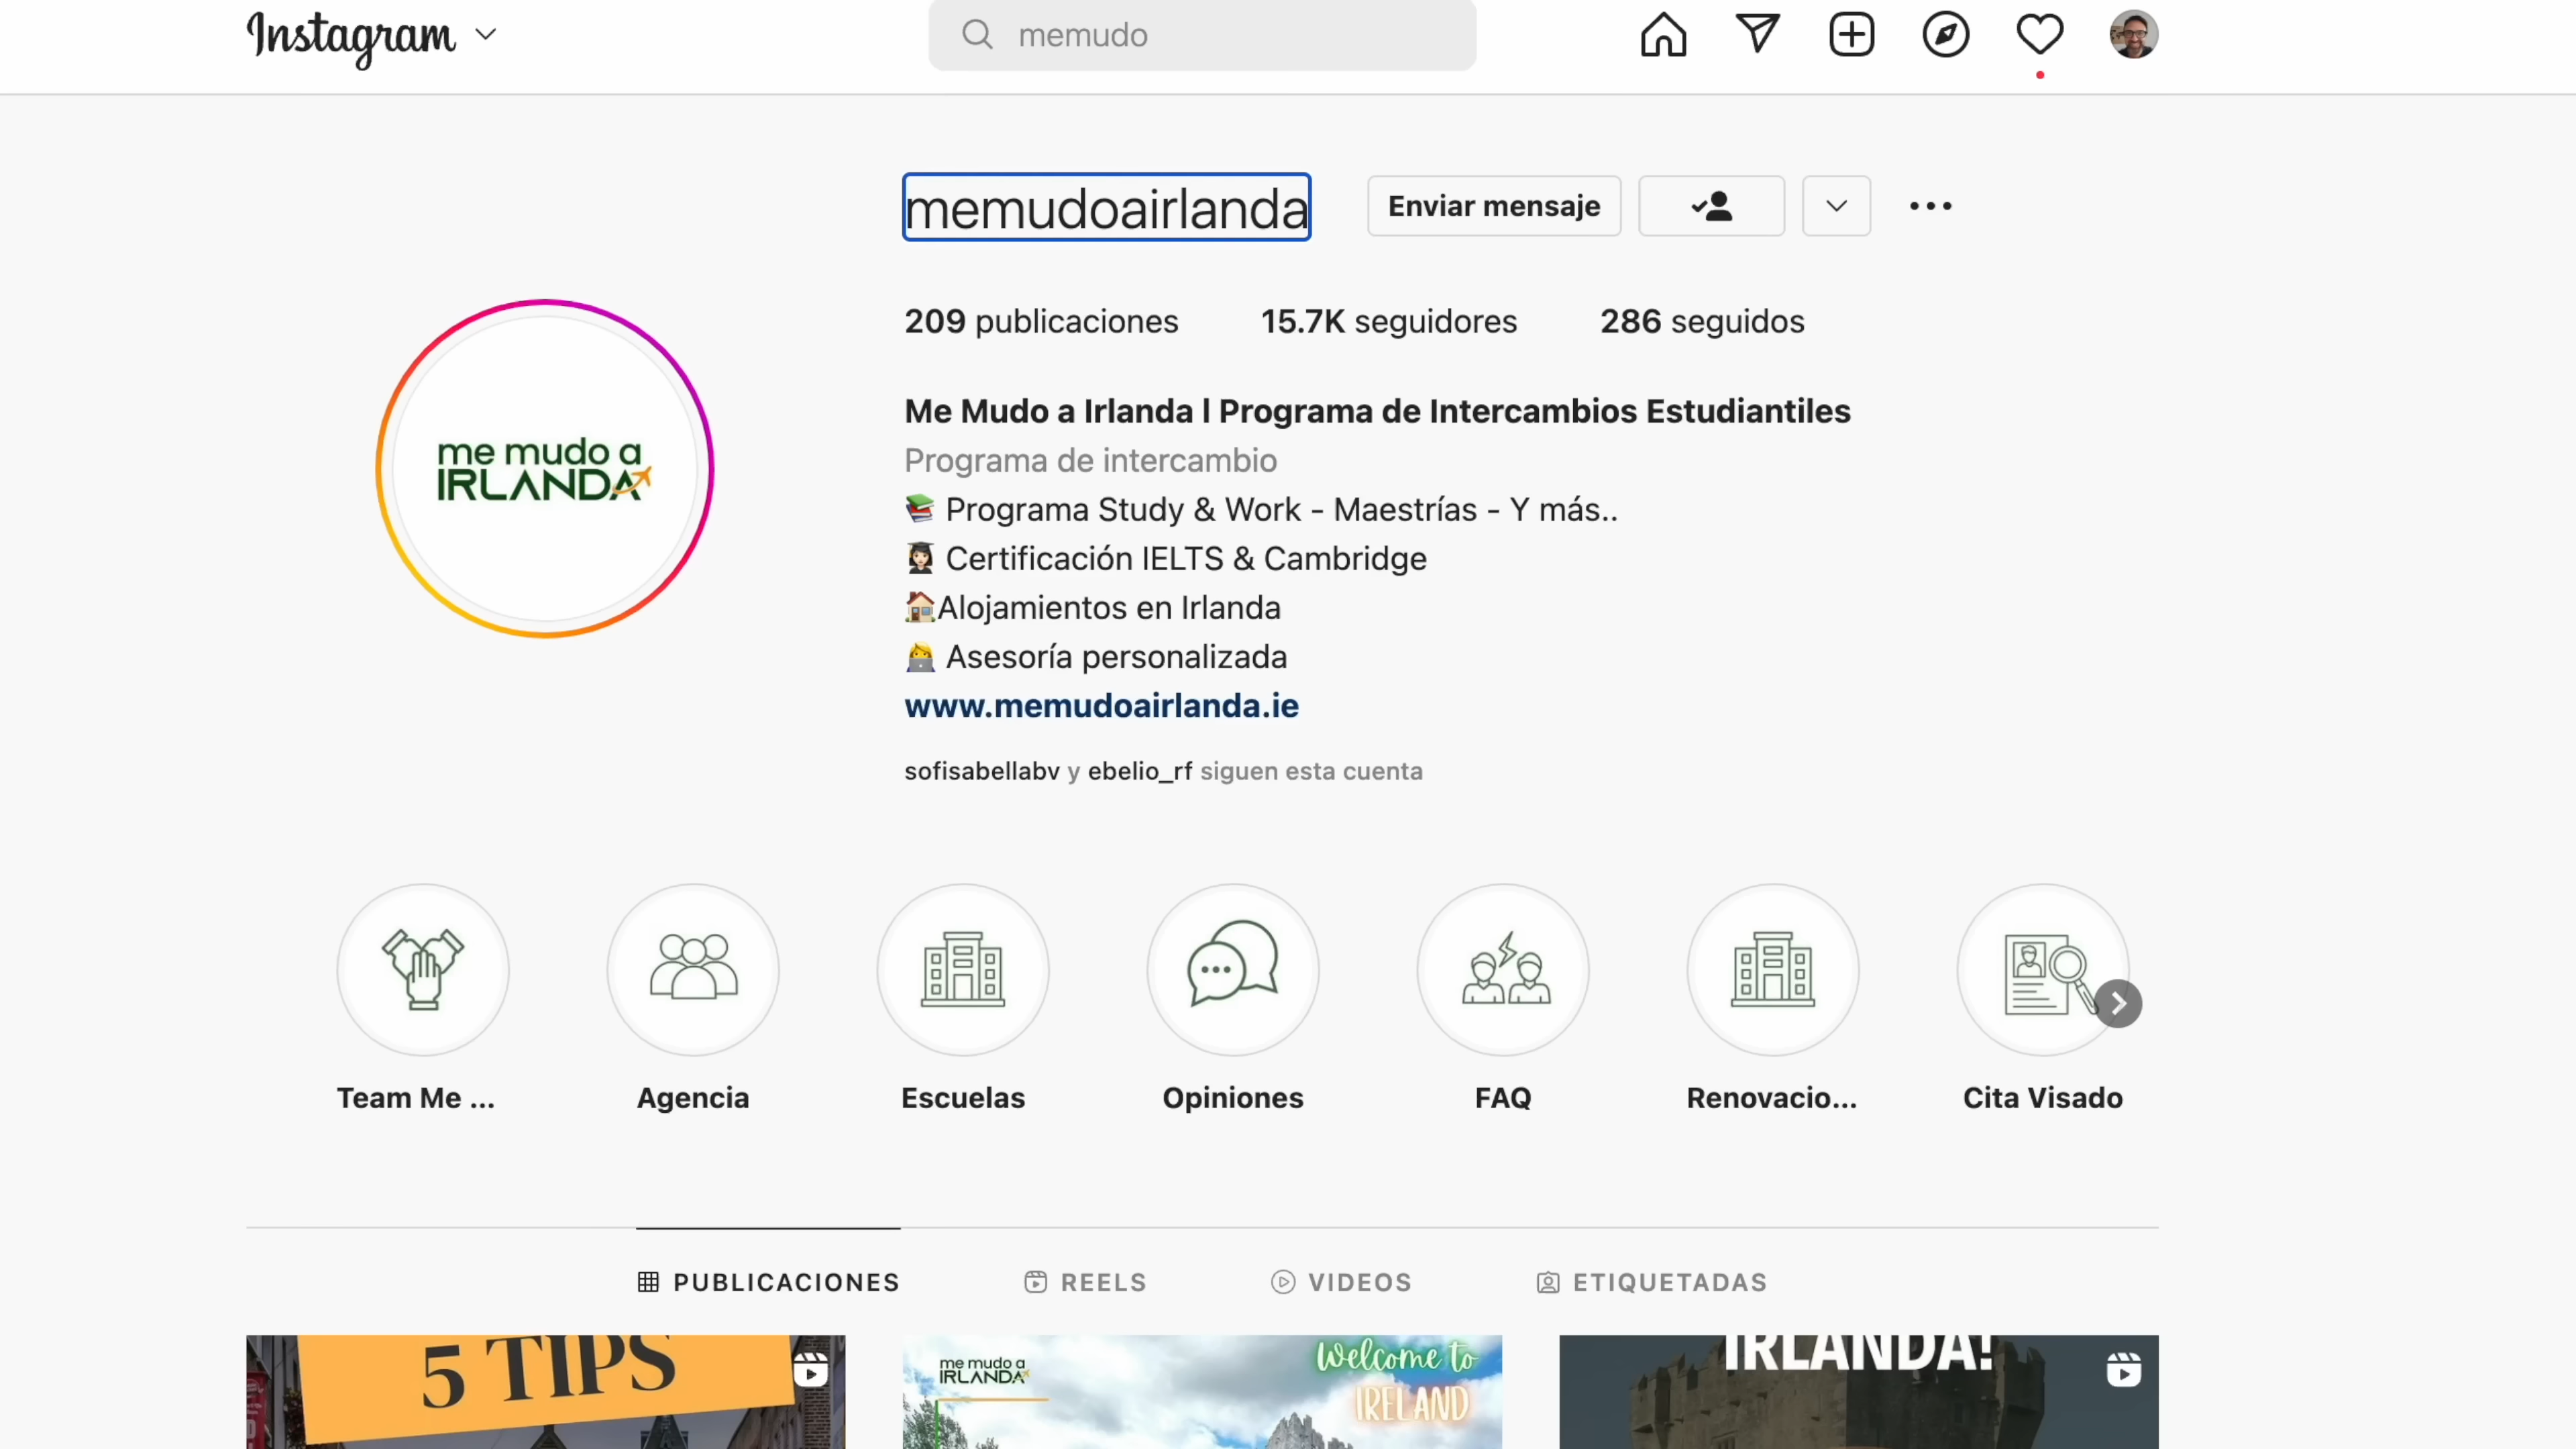 Instagram
memudo
memudoairlanda
Enviar mensaje
209 publicaciones
15.7K seguidores
286 seguidos
me mudo a
IRLANDA
Me Mudo a Irlanda l Programa de Intercambios Estudiantiles
Programa de intercambio
Programa Study & Work - Maestrías - Y más..
Certificación IELTS & Cambridge
Alojamientos en Irlanda
Asesoría personalizada
www.memudoairlanda.ie
sofisabellabv y ebelio_rf siguen esta cuenta
Team Me ...
Agencia
Escuelas
Opiniones
FAQ
Renovacio...
Cita Visado
PUBLICACIONES
REELS
VIDEOS
ETIQUETADAS
5 TIPS
me mudo a
IRLANDA
Welcome to
IRELAND
IRLANDA!